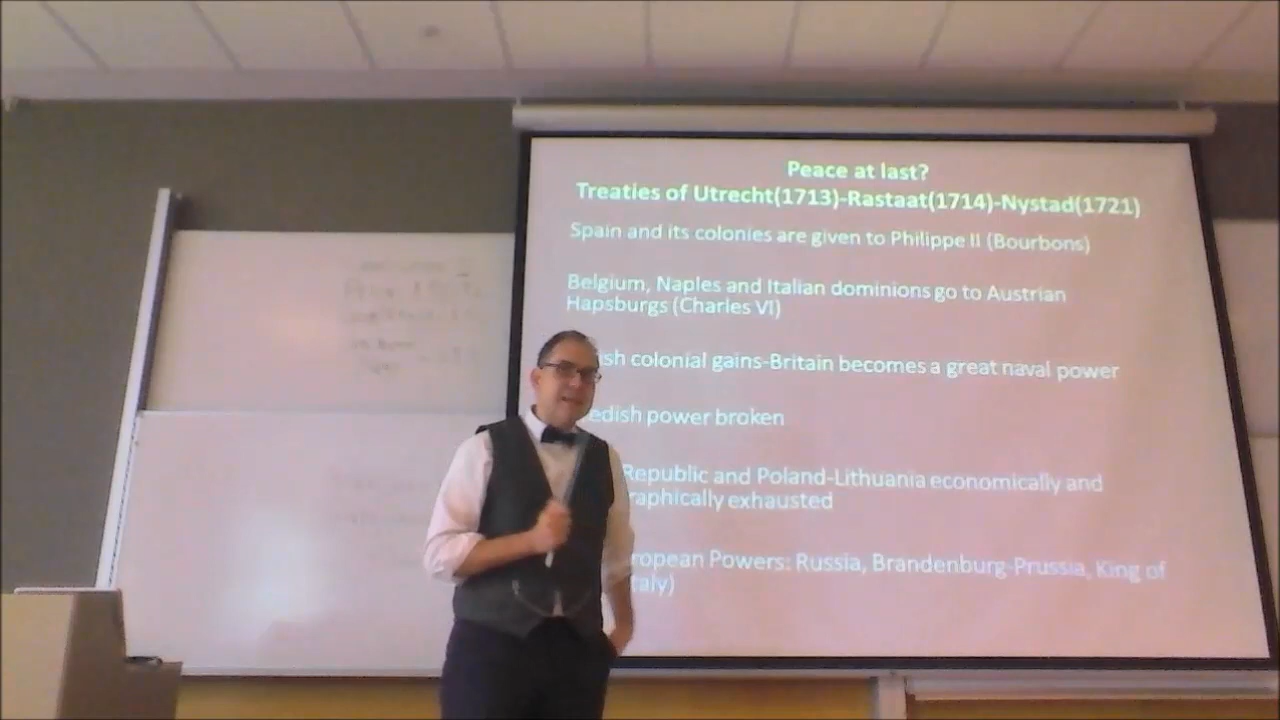 Peace at last?
Treaties of Utrecht(1713)-Rastaat(1714)-Nystad(1721)
Spain and its colonies are given to Philippe II (Bourbons)
Belgium, Naples and Italian dominions go to Austrian
Hapsburgs (Charles VI)
ish colonial gains-Britain becomes a great naval power
edish power broken
Republic and Poland-Lithuania economically and
raphically exhausted
ropean Powers: Russia, Brandenburg-Prussia, King of
taly)